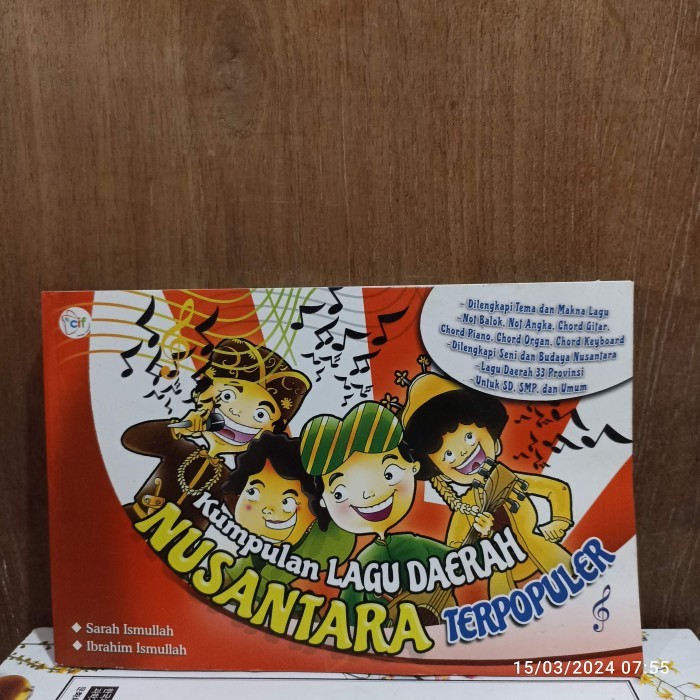 cif
- Dilengkapi Tema dan Makna Lagu
- Not Balok, Not Angka, Chord Gitar,
Chord Piano, Chord Organ, Chord Keyboard
- Dilengkapi Seni dan Budaya Nusantara
- Lagu Daerah 33 Provinsi
- Untuk SD, SMP, dan Umum
Kumpulan LAGU DAERAH
NUSANTARA TERPOPULER
◆ Sarah Ismullah
◆ Ibrahim Ismullah
15/03/2024 07:55